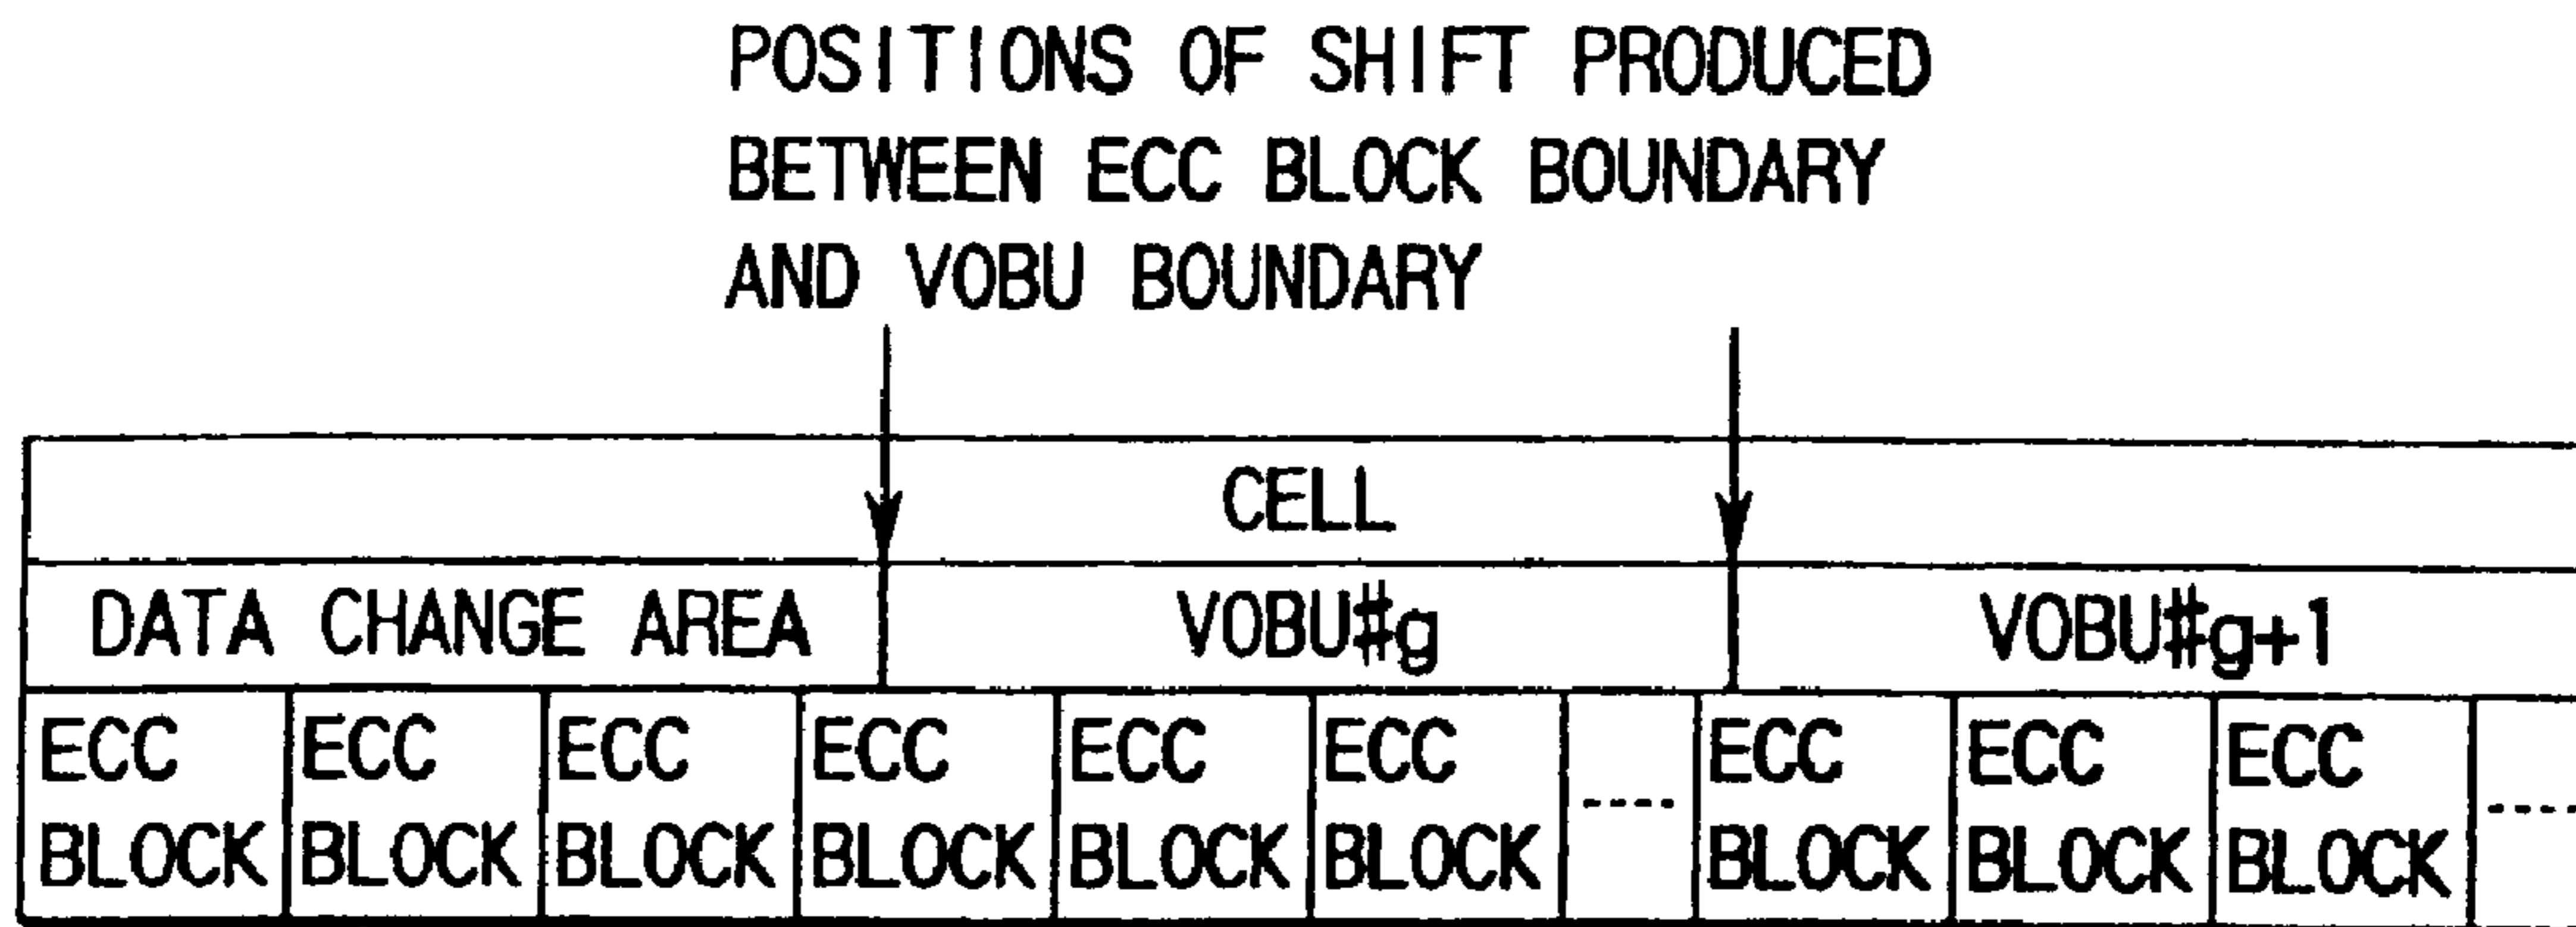 POSITIONS OF SHIFT PRODUCED
BETWEEN ECC BLOCK BOUNDARY
AND VOBU BOUNDARY
CELL
DATA CHANGE AREA VOBU#g VOBU#g+1
ECC ECC ECC ECC ECC ECC ---- ECC ECC ECC ----
BLOCK BLOCK BLOCK BLOCK BLOCK BLOCK BLOCK BLOCK BLOCK